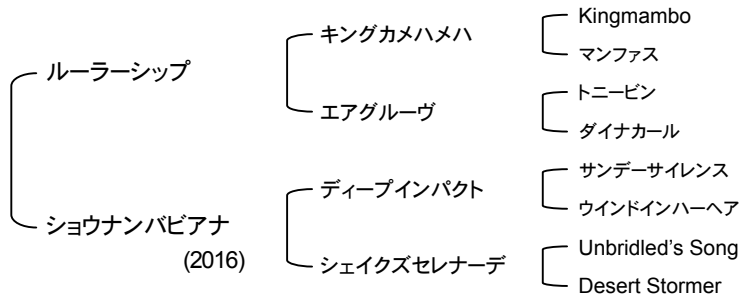 ルーラーシップ
ショウナンバビアナ
(2016)
キングカメハメハ
エアグルーヴ
ディープインパクト
シェイクズセレナーデ
Kingmambo
マンファス
トニービン
ダイナカール
サンデーサイレンス
ウインドインハーヘア
Unbridled's Song
Desert Stormer